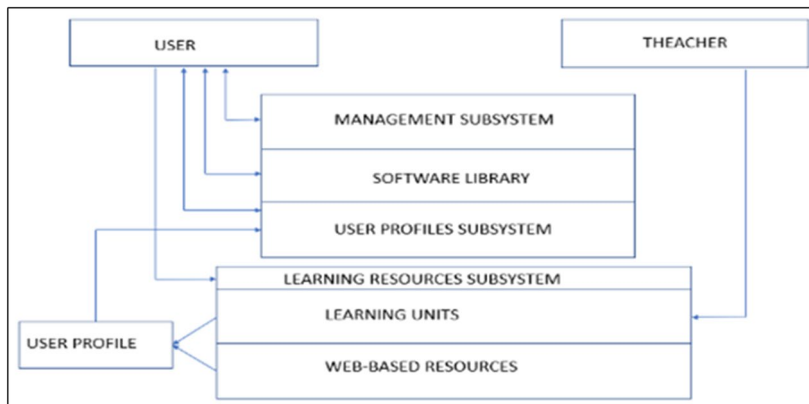 USER
THEACHER
MANAGEMENT SUBSYSTEM
SOFTWARE LIBRARY
USER PROFILES SUBSYSTEM
LEARNING RESOURCES SUBSYSTEM
LEARNING UNITS
USER PROFILE
WEB-BASED RESOURCES